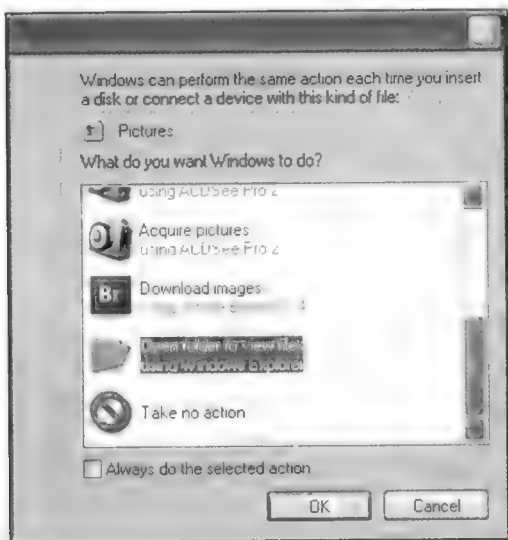 Windows can perform the same action each time you insert
a disk or connect a device with this kind of file:
Pictures
What do you want Windows to do?
using ACDSee Pro 2
Acquire pictures
using ACDSee Pro 2
Br
Download images
Open folder to view files
using Windows Explorer
Take no action
Always do the selected action
OK
Cancel